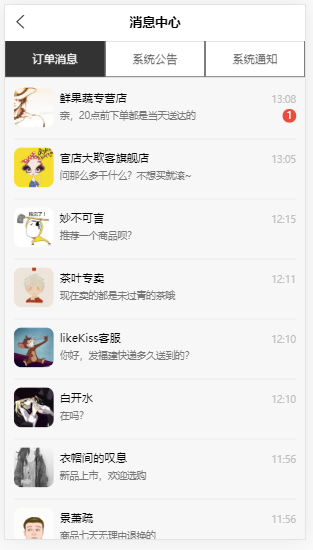 消息中心
订单消息 系统公告 系统通知
鲜果蔬专营店 13:08
亲，20点前下单都是当天送达的 1
官店大欺客旗舰店 13:05
问那么多干什么？不想买就滚~
妙不可言 12:15
推荐一个商品呗？
茶叶专卖 12:11
现在卖的都是未过青的茶哦
likeKiss客服 12:10
你好，发福建快递多久送到的？
白开水 12:10
在吗？
衣帽间的叹息 11:56
新品上市，欢迎选购
景萧疏 11:56
商品七天无理由退换的